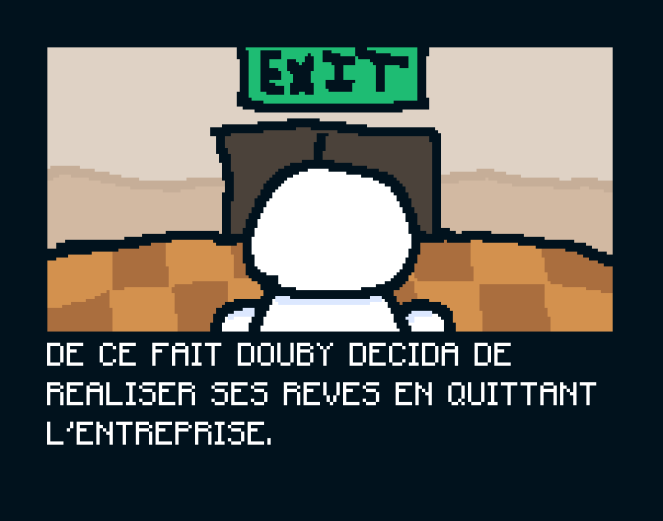 EXIT
DE CE FAIT DOUBY DECIDA DE
REALISER SES REVES EN QUITTANT
L'ENTREPRISE.